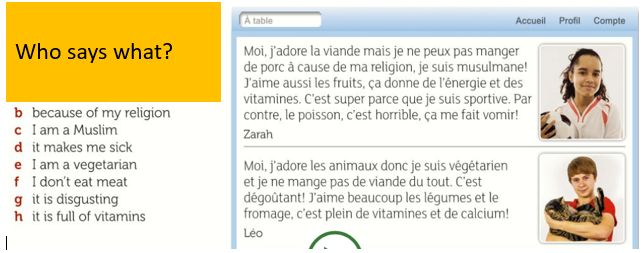 Who says what?
b because of my religion
c I am a Muslim
d it makes me sick
e I am a vegetarian
f I don't eat meat
g it is disgusting
h it is full of vitamins
À table
Accueil Profil Compte
Moi, j'adore la viande mais je ne peux pas manger
de porc à cause de ma religion, je suis musulmane!
J'aime aussi les fruits, ça donne de l'énergie et des
vitamines. C'est super parce que je suis sportive. Par
contre, le poisson, c'est horrible, ça me fait vomir!
Zarah
Moi, j'adore les animaux donc je suis végétarien
et je ne mange pas de viande du tout. C'est
dégoûtant! J'aime beaucoup les légumes et le
fromage, c'est plein de vitamines et de calcium!
Léo